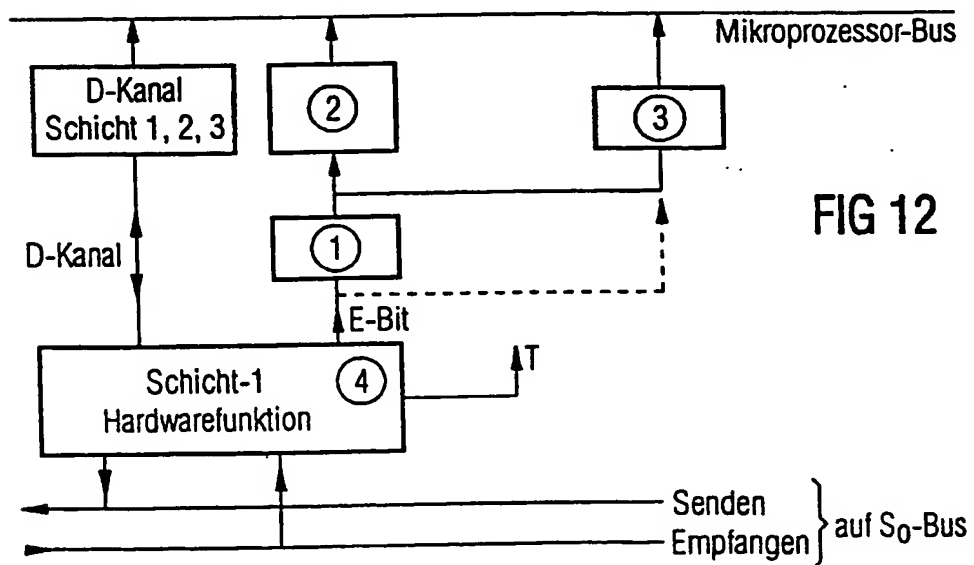 Mikroprozessor-Bus
D-Kanal
Schicht 1, 2, 3
2
3
FIG 12
D-Kanal
1
E-Bit
T
Schicht-1
4
Hardwarefunktion
Senden
Empfangen
auf S0-Bus